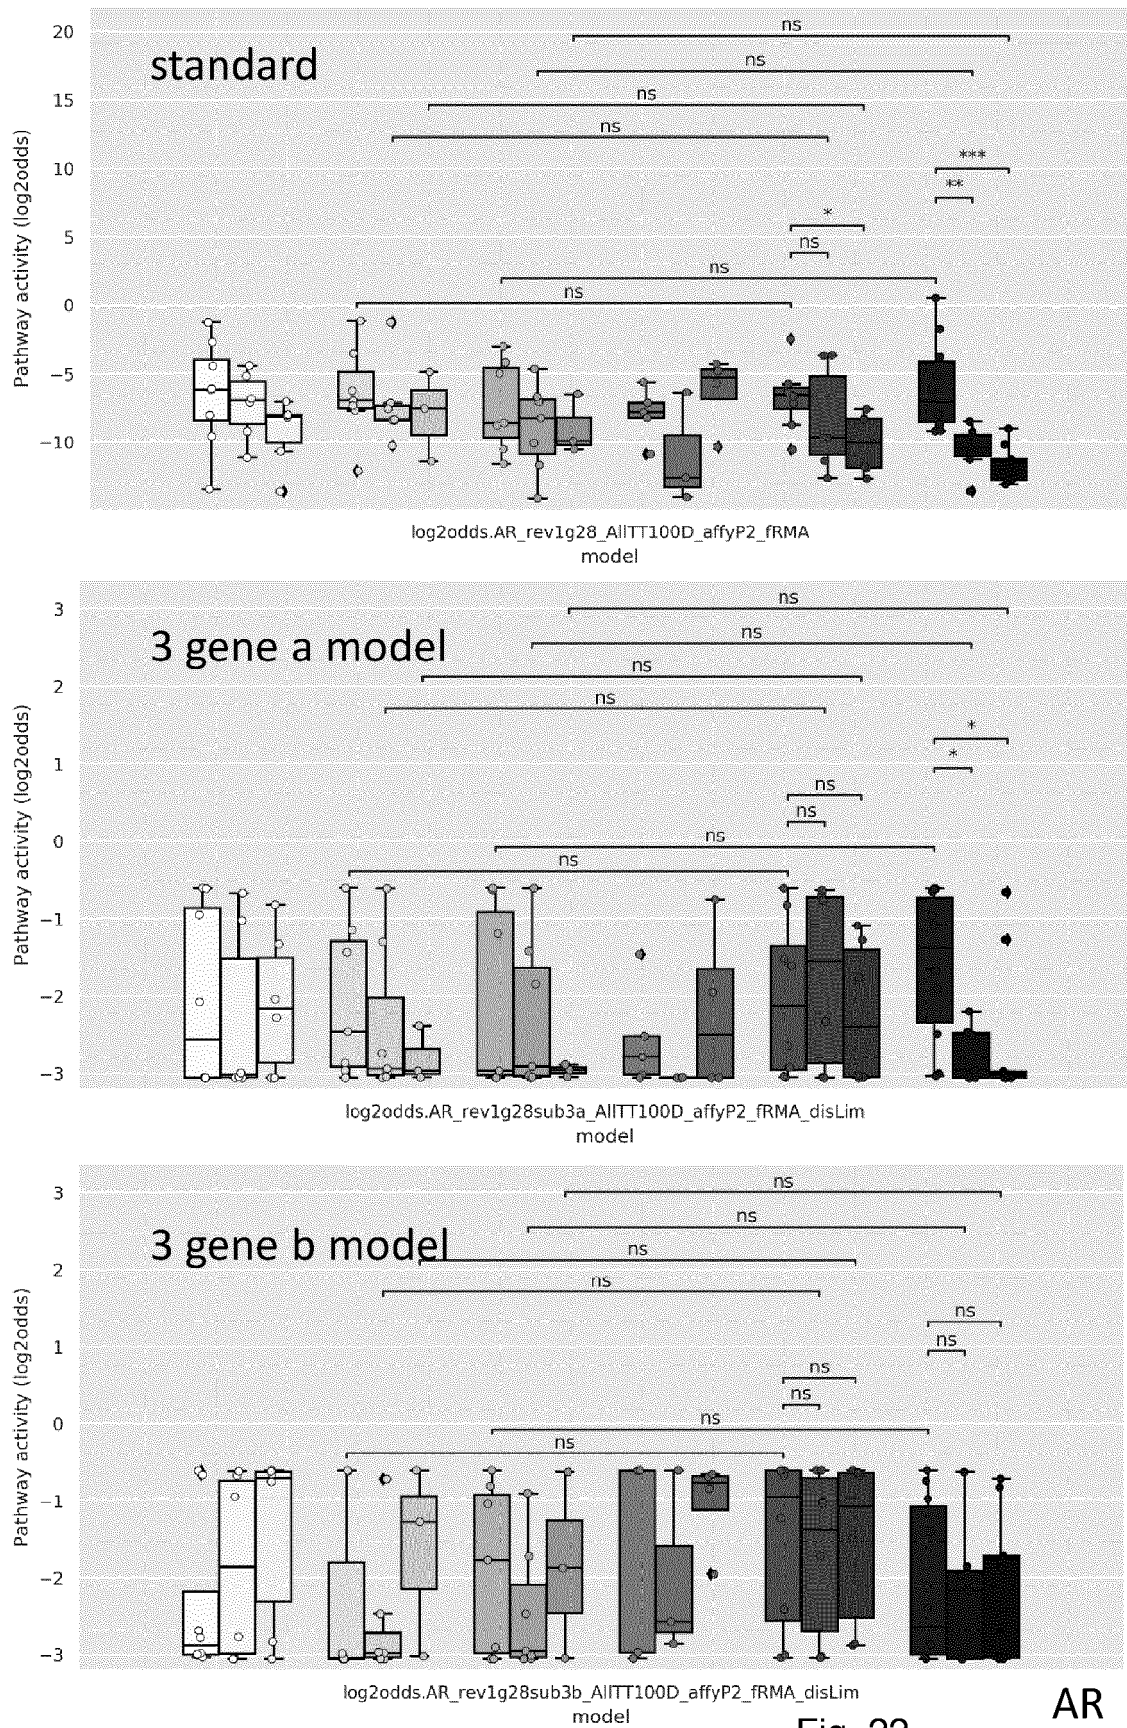 20
ns
standard
ns
15
ns
ns
10
***
**
5
*
ns
ns
0
ns
−5
−10
Pathway activity (log2odds)
log2odds.AR_rev1g28_AllTT100D_affyP2_fRMA
model
3
ns
3 gene a model
ns
2
ns
ns
1
*
*
ns
ns
0
ns
ns
−1
−2
−3
Pathway activity (log2odds)
log2odds.AR_rev1g28sub3a_AllTT100D_affyP2_fRMA_disLim
model
3
ns
3 gene b model
ns
2
ns
ns
1
ns
ns
ns
ns
0
ns
ns
−1
−2
−3
Pathway activity (log2odds)
log2odds.AR_rev1g28sub3b_AllTT100D_affyP2_fRMA_disLim
model
AR